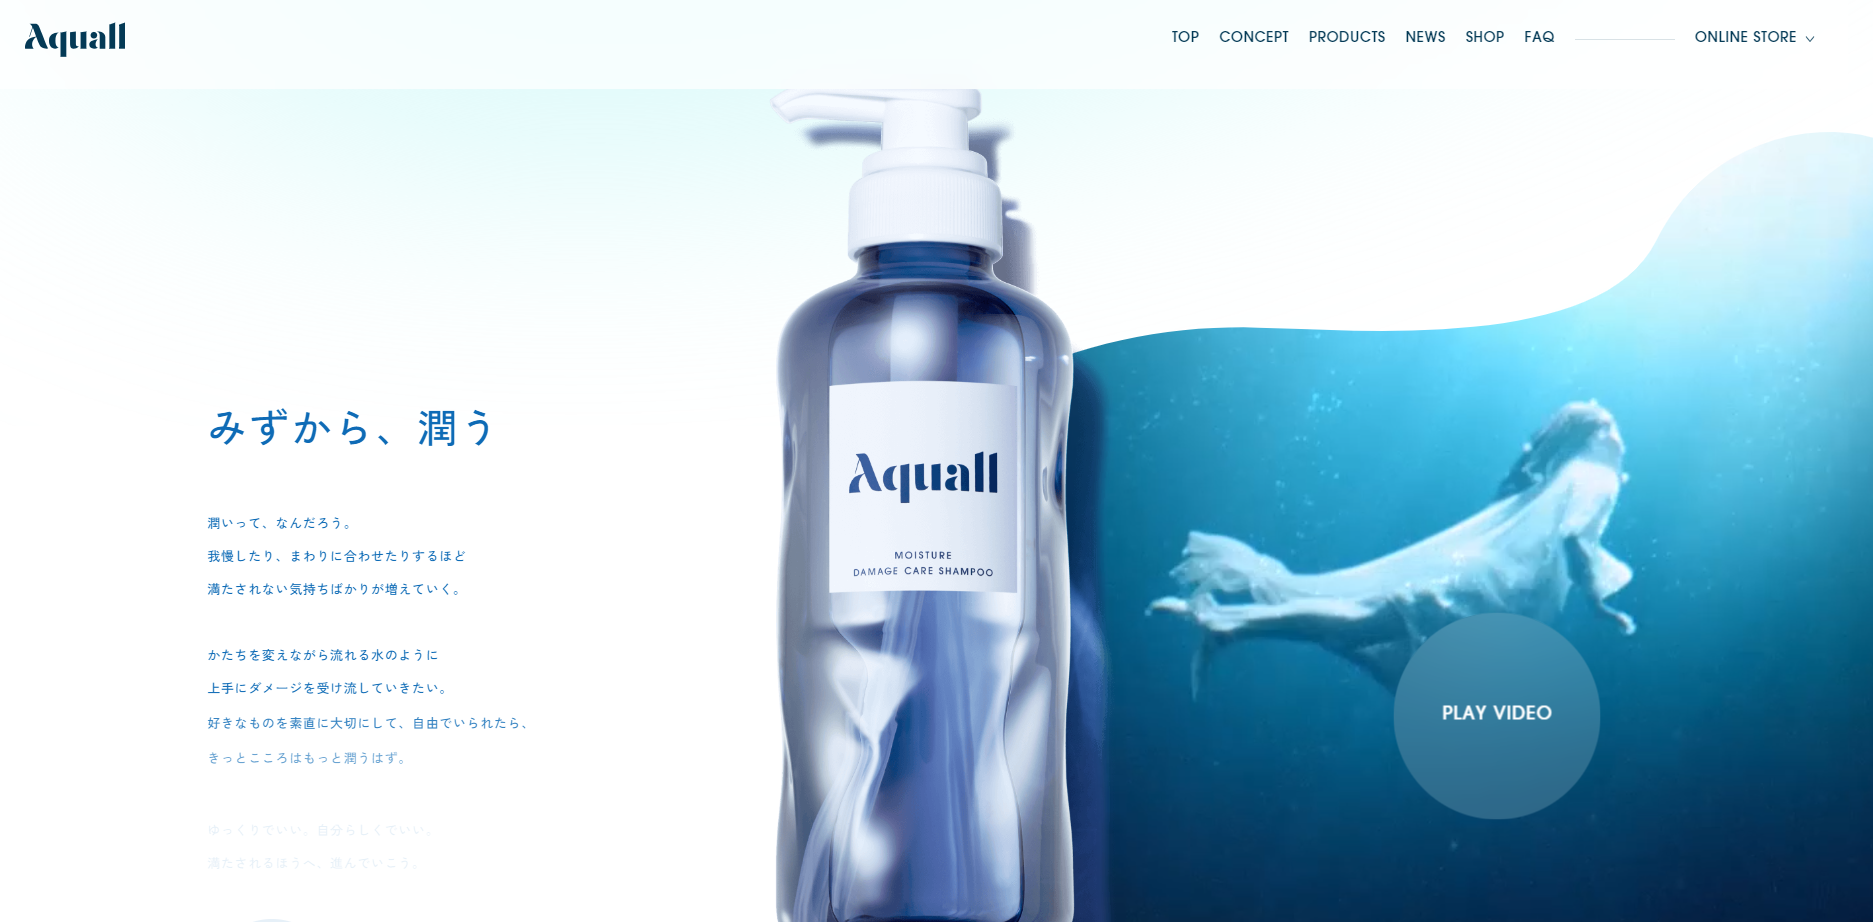 Aquall
TOP CONCEPT PRODUCTS NEWS SHOP FAQ ONLINE STORE
みずから、潤う
潤いって、なんだろう。
我慢したり、まわりに合わせたりするほど
満たされない気持ちばかりが増えていく。
かたちを変えながら流れる水のように
上手にダメージを受け流していきたい。
好きなものを素直に大切にして、自由でいられたら、
きっとこころはもっと潤うはず。
ゆっくりでいい。自分らしくでいい。
満たされるほうへ、進んでいこう。
Aquall
MOISTURE
DAMAGE CARE SHAMPOO
PLAY VIDEO